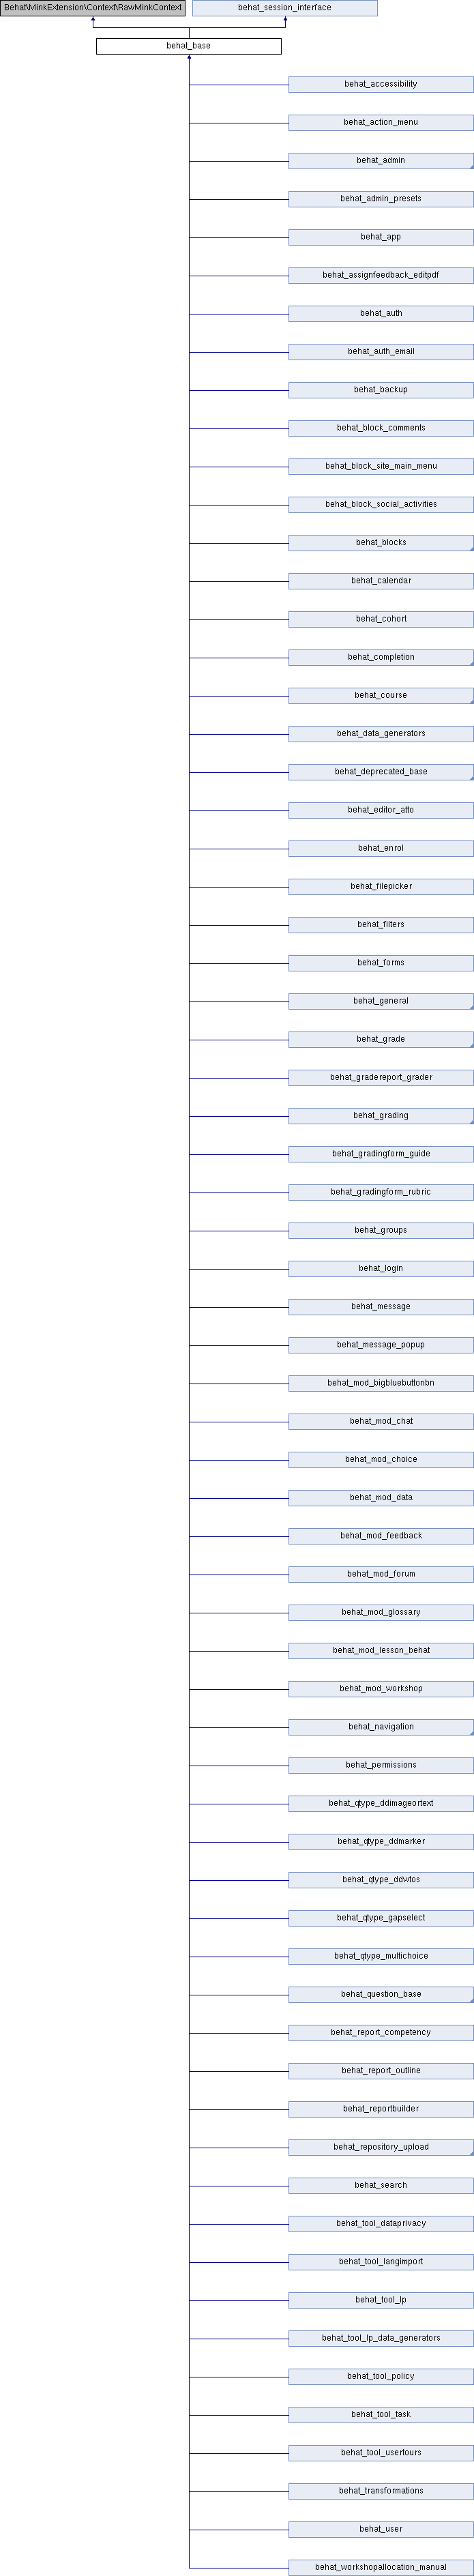 Behat\MinkExtension\Context\RawMinkContext
behat_session_interface
behat_base
behat_accessibility
behat_action_menu
behat_admin
behat_admin_presets
behat_app
behat_assignfeedback_editpdf
behat_auth
behat_auth_email
behat_backup
behat_block_comments
behat_block_site_main_menu
behat_block_social_activities
behat_blocks
behat_calendar
behat_cohort
behat_completion
behat_course
behat_data_generators
behat_deprecated_base
behat_editor_atto
behat_enrol
behat_filepicker
behat_filters
behat_forms
behat_general
behat_grade
behat_gradereport_grader
behat_grading
behat_gradingform_guide
behat_gradingform_rubric
behat_groups
behat_login
behat_message
behat_message_popup
behat_mod_bigbluebuttonbn
behat_mod_chat
behat_mod_choice
behat_mod_data
behat_mod_feedback
behat_mod_forum
behat_mod_glossary
behat_mod_lesson_behat
behat_mod_workshop
behat_navigation
behat_permissions
behat_qtype_ddimageortext
behat_qtype_ddmarker
behat_qtype_ddwtos
behat_qtype_gapselect
behat_qtype_multichoice
behat_question_base
behat_report_competency
behat_report_outline
behat_reportbuilder
behat_repository_upload
behat_search
behat_tool_dataprivacy
behat_tool_langimport
behat_tool_lp
behat_tool_lp_data_generators
behat_tool_policy
behat_tool_task
behat_tool_usertours
behat_transformations
behat_user
behat_workshopallocation_manual